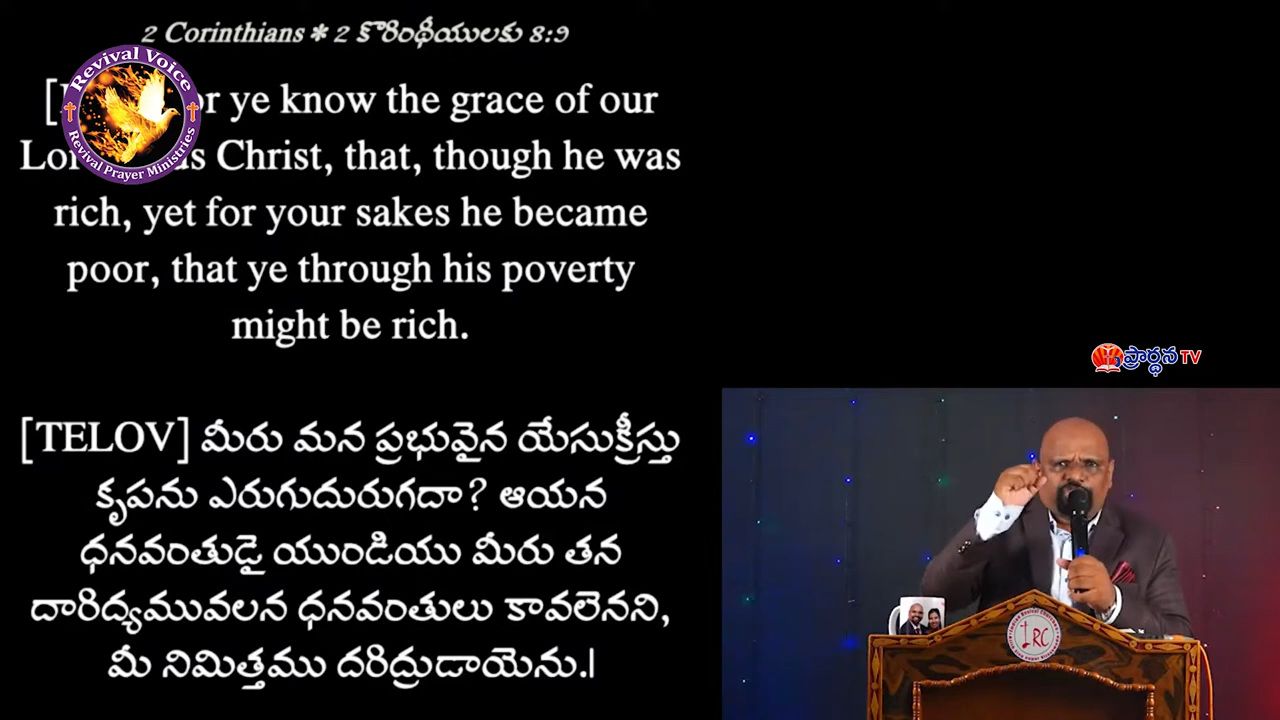 2 Corinthians * 2 కొరింథీయులకు 8:9
Revival Voice
Revival Prayer Ministries
or ye know the grace of our
Christ, that, though he was
rich, yet for your sakes he became
poor, that ye through his poverty
might be rich.
ప్రార్థన TV
[TELOV] మీరు మన ప్రభువైన యేసుక్రీస్తు
కృపను ఎరుగుదురుగదా? ఆయన
ధనవంతుడై యుండియు మీరు తన
దారిద్య్రమువలన ధనవంతులు కావలెనని,
మీ నిమిత్తము దరిద్రుడాయెను.|
IRC